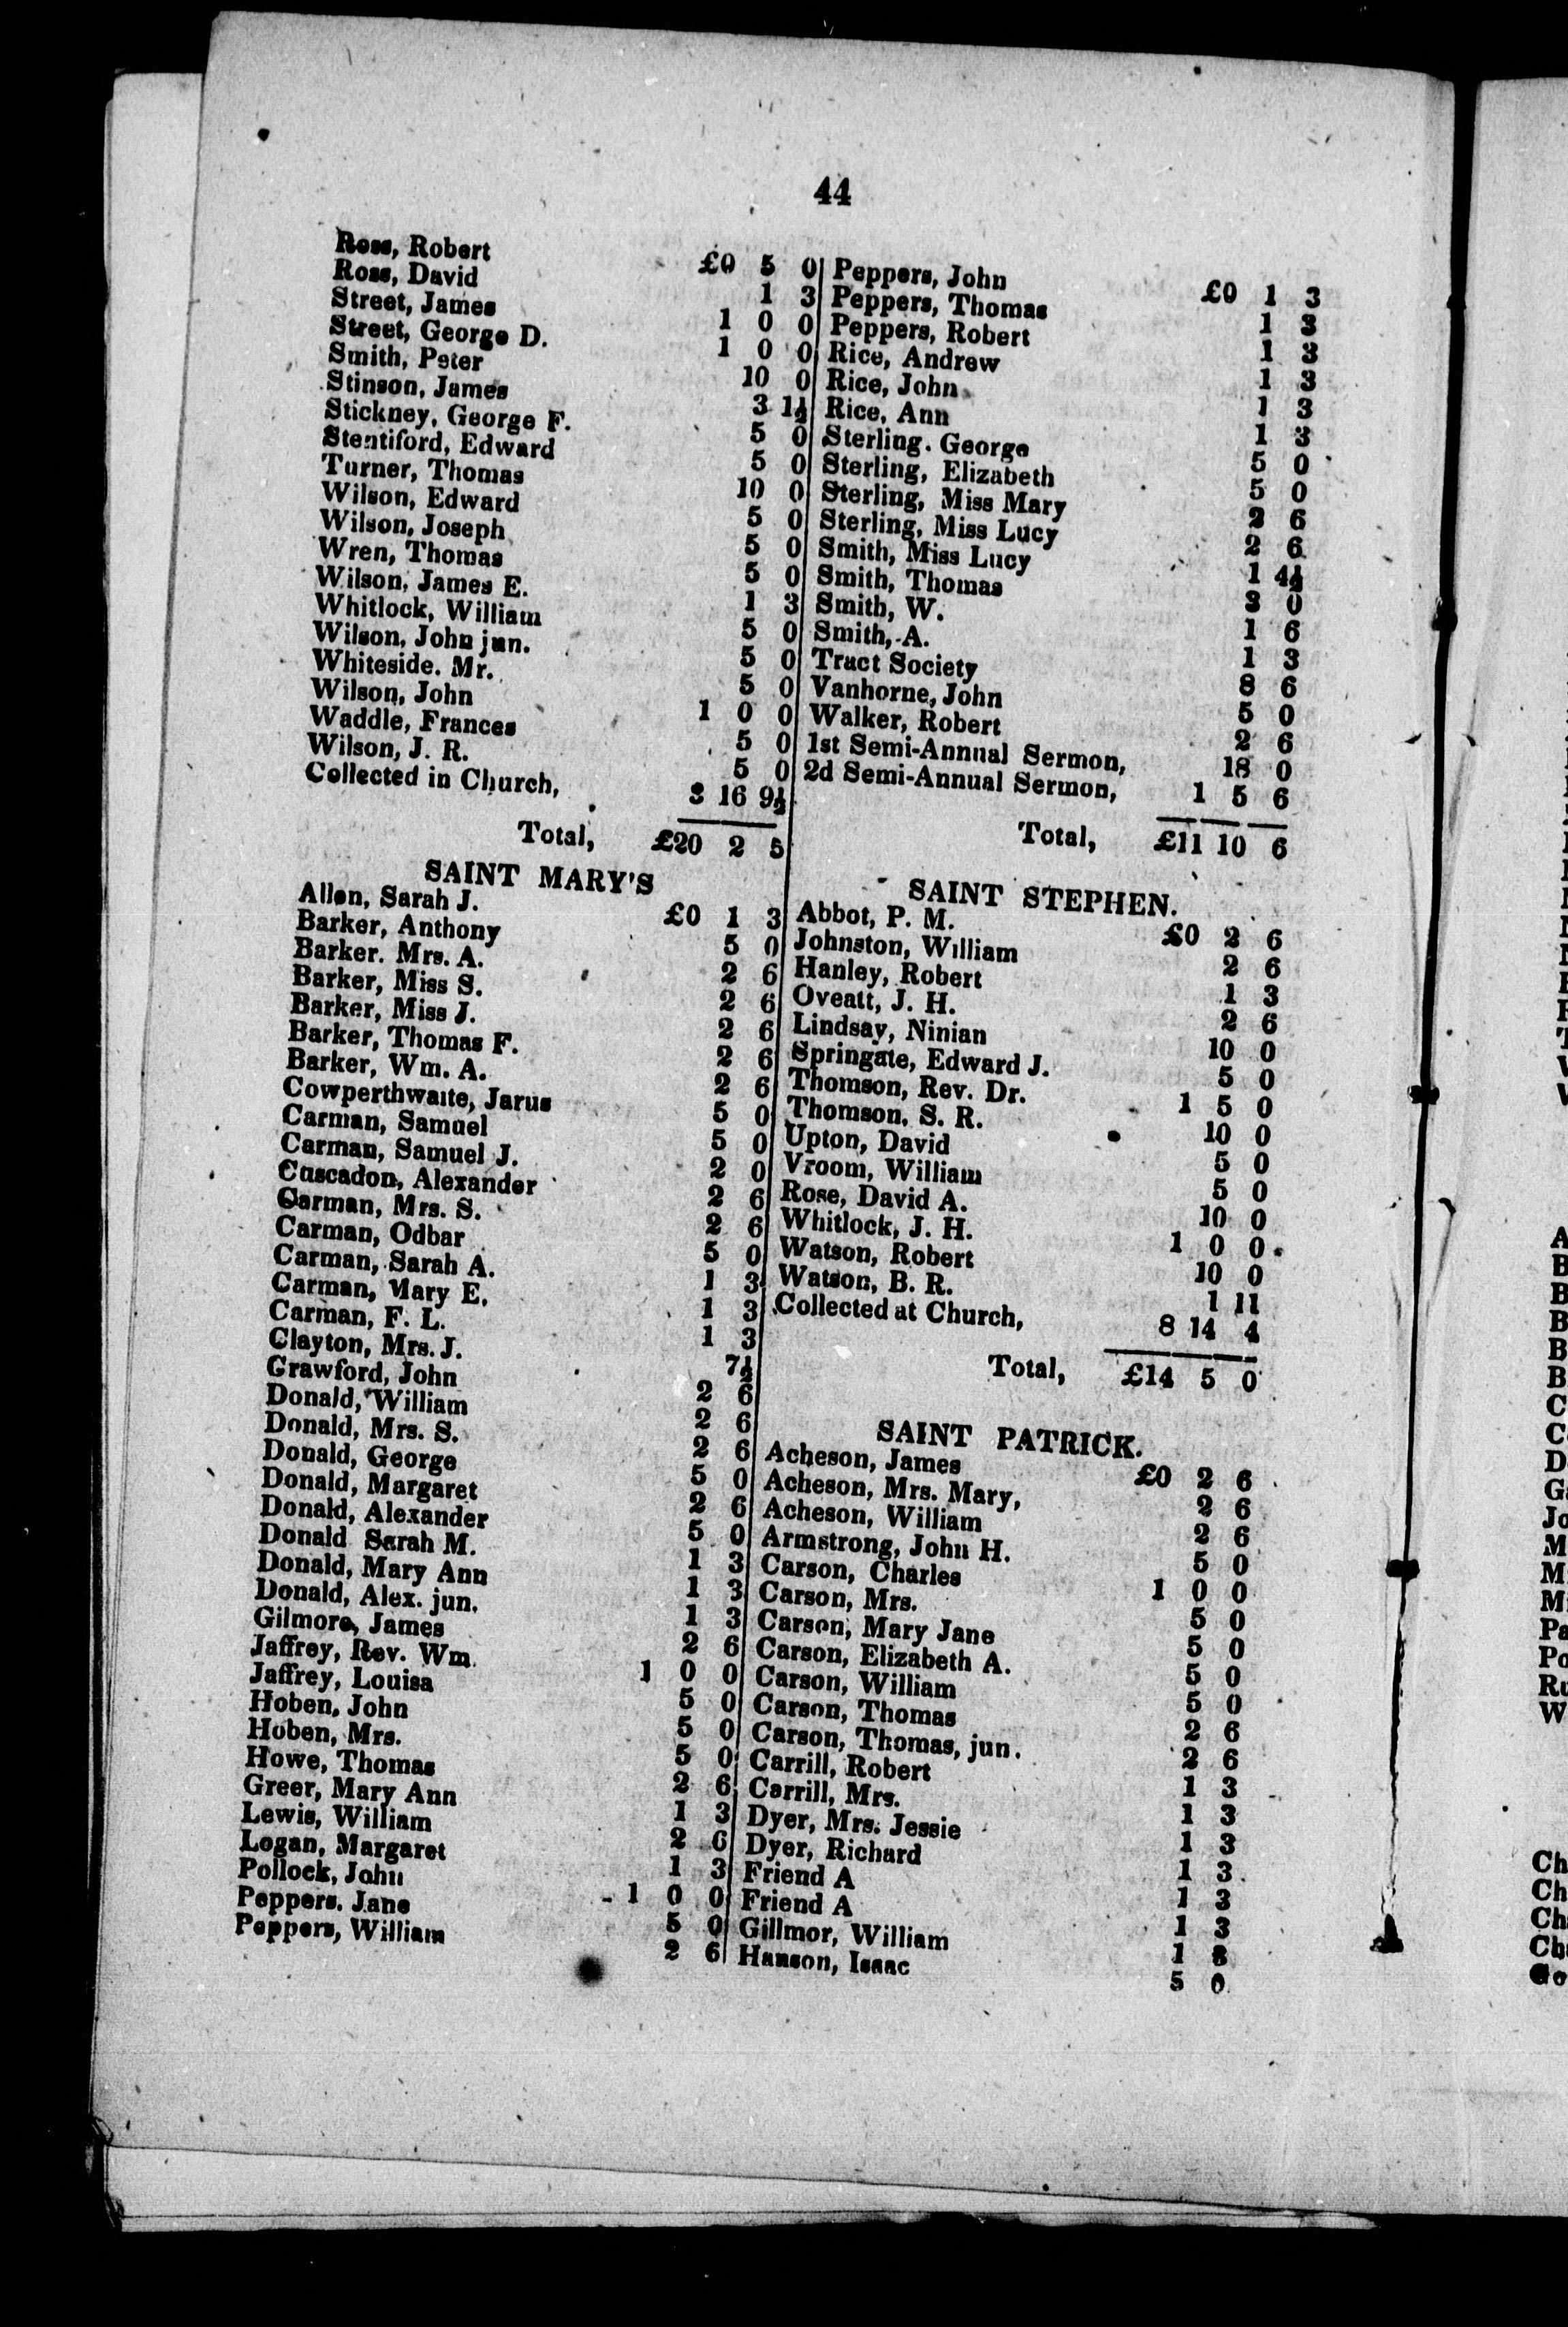 44
Ross, Robert £0 5 0
Ross, David 1 3
Street, James 1 0 0
Street, George D. 1 0 0
Smith, Peter 10 0
Stinson, James 3 1½
Stickney, George F. 5 0
Stentiford, Edward 5 0
Turner, Thomas 10 0
Wilson, Edward 5 0
Wilson, Joseph 5 0
Wren, Thomas 5 0
Wilson, James E. 1 3
Whitlock, William 5 0
Wilson, John jun. 5 0
Whiteside. Mr. 5 0
Wilson, John 1 0 0
Waddle, Frances 5 0
Wilson, J. R. 5 0
Collected in Church, 3 16 9½
Total, £20 2 5
SAINT MARY'S
Allen, Sarah J. £0 1 3
Barker, Anthony 5 0
Barker. Mrs. A. 2 6
Barker, Miss S. 2 6
Barker, Miss J. 2 6
Barker, Thomas F. 2 6
Barker, Wm. A. 2 6
Cowperthwaite, Jarus 5 0
Carman, Samuel 5 0
Carman, Samuel J. 2 0
Cascadon, Alexander 2 6
Carman, Mrs. S. 2 6
Carman, Odbar 5 0
Carman, Sarah A. 1 3
Carman, Mary E. 1 3
Carman, F. L. 1 3
Clayton, Mrs. J. 7½
Grawford, John 2 6
Donald, William 2 6
Donald, Mrs. S. 2 6
Donald, George 5 0
Donald, Margaret 2 6
Donald, Alexander 5 0
Donald Sarah M. 1 3
Donald, Mary Ann 1 3
Donald, Alex. jun. 1 3
Gilmore, James 2 6
Jaffrey, Rev. Wm. 1 0 0
Jaffrey, Louisa 5 0
Hoben, John 5 0
Hoben, Mrs. 5 0
Howe, Thomas 2 6
Greer, Mary Ann 1 3
Lewis, William 2 6
Logan, Margaret 1 3
Pollock, John 1 0 0
Peppers. Jane 5 0
Peppers, William 2 6
Peppers, John £0 1 3
Peppers, Thomas 1 3
Peppers, Robert 1 3
Rice, Andrew 1 3
Rice, John 1 3
Rice, Ann 1 3
Sterling. George 5 0
Sterling, Elizabeth 5 0
Sterling, Miss Mary 2 6
Sterling, Miss Lucy 2 6
Smith, Miss Lucy 1 4½
Smith, Thomas 3 0
Smith, W. 1 6
Smith, A. 1 3
Tract Society 8 6
Vanhorne, John 5 0
Walker, Robert 2 6
1st Semi-Annual Sermon, 18 0
2d Semi-Annual Sermon, 1 5 6
Total, £11 10 6
SAINT STEPHEN.
Abbot, P. M. £0 2 6
Johnston, William 2 6
Hanley, Robert 1 3
Oveatt, J. H. 2 6
Lindsay, Ninian 10 0
Springate, Edward J. 5 0
Thomson, Rev. Dr. 1 5 0
Thomson. S. R. 10 0
Upton, David 5 0
Vroom, William 5 0
Rose, David A. 10 0
Whitlock, J. H. 1 0 0
Watson, Robert 10 0
Watson, B. R. 1 11
Collected at Church, 8 14 4
Total, £14 5 0
SAINT PATRICK.
Acheson, James £0 2 6
Acheson, Mrs. Mary, 2 6
Acheson, William 2 6
Armstrong, John H. 5 0
Carson, Charles 1 0 0
Carson, Mrs. 5 0
Carson, Mary Jane 5 0
Carson, Elizabeth A. 5 0
Carson, William 5 0
Carson, Thomas 2 6
Carson, Thomas, jun. 2 6
Carrill, Robert 1 3
Carrill, Mrs. 1 3
Dyer, Mrs. Jessie 1 3
Dyer, Richard 1 3
Friend A 1 3
Friend A 1 3
Gillmor, William 1 3
Hanson, Isaac 5 0